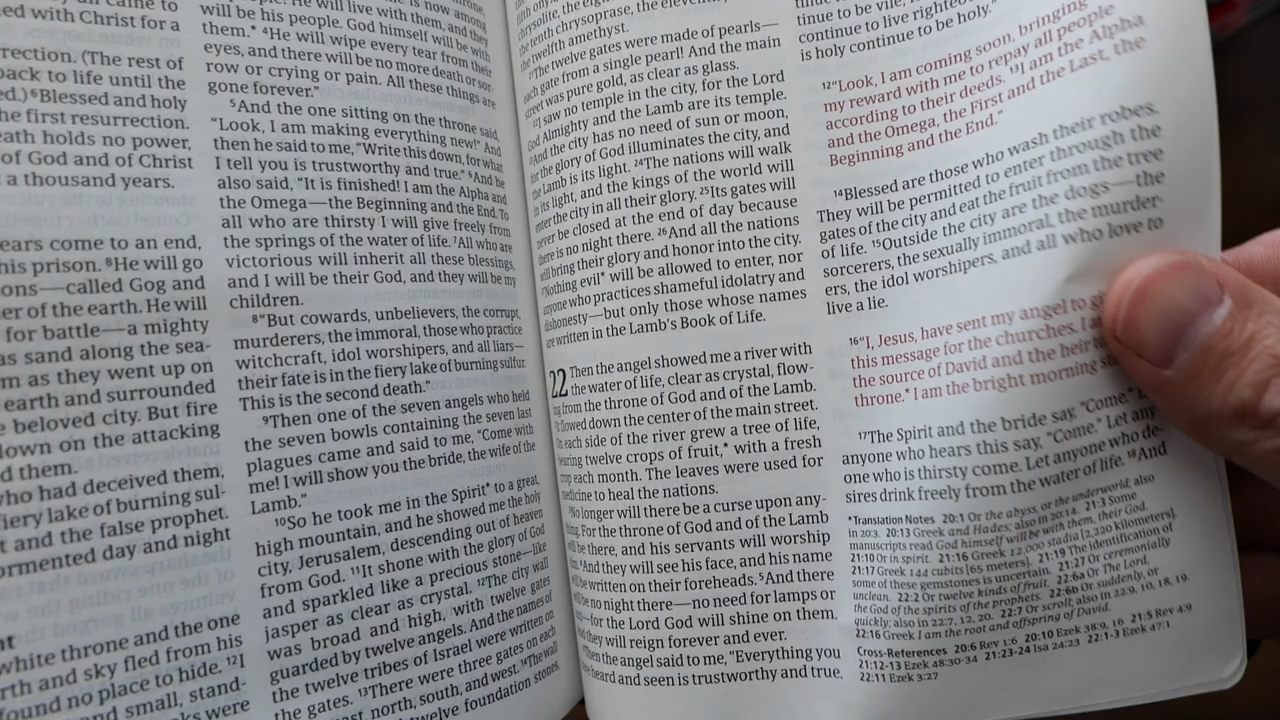 all came to
ed with Christ for a
rection. (The rest of
back to life until the
ed.) ⁶Blessed and holy
he first resurrection.
eath holds no power,
of God and of Christ
a thousand years.
ears come to an end,
his prison. ⁸He will go
ons—called Gog and
er of the earth. He will
for battle—a mighty
as sand along the sea-
m as they went up on
earth and surrounded
e beloved city. But fire
down on the attacking
d them.
who had deceived them,
fiery lake of burning sul-
t and the false prophet.
ormented day and night
nt
white throne and the one
rth and sky fled from his
found no place to hide. ¹²I
nd small, stand-
ks were
He will live with them, and they
will be his people. God himself will be with
them.* ⁴He will wipe every tear from their
eyes, and there will be no more death or sor-
row or crying or pain. All these things are
gone forever."
⁵And the one sitting on the throne said,
"Look, I am making everything new!" And
then he said to me, "Write this down, for what
I tell you is trustworthy and true." ⁶And he
also said, "It is finished! I am the Alpha and
the Omega—the Beginning and the End. To
all who are thirsty I will give freely from
the springs of the water of life. ⁷All who are
victorious will inherit all these blessings,
and I will be their God, and they will be my
children.
⁸"But cowards, unbelievers, the corrupt,
murderers, the immoral, those who practice
witchcraft, idol worshipers, and all liars—
their fate is in the fiery lake of burning sulfur.
This is the second death."
⁹Then one of the seven angels who held
the seven bowls containing the seven last
plagues came and said to me, "Come with
me! I will show you the bride, the wife of the
Lamb."
¹⁰So he took me in the Spirit* to a great,
high mountain, and he showed me the holy
city, Jerusalem, descending out of heaven
from God. ¹¹It shone with the glory of God
and sparkled like a precious stone—like
jasper as clear as crystal. ¹²The city wall
was broad and high, with twelve gates
guarded by twelve angels. And the names of
the twelve tribes of Israel were written on
the gates. ¹³There were three gates on each
east, north, south, and west. ¹⁴The wall
twelve foundation stones,
the tenth chrysoprase, the eleventh
the twelfth amethyst.
²¹The twelve gates were made of pearls—
each gate from a single pearl! And the main
street was pure gold, as clear as glass.
²²I saw no temple in the city, for the Lord
God Almighty and the Lamb are its temple.
²³And the city has no need of sun or moon,
for the glory of God illuminates the city, and
the Lamb is its light. ²⁴The nations will walk
in its light, and the kings of the world will
enter the city in all their glory. ²⁵Its gates will
never be closed at the end of day because
there is no night there. ²⁶And all the nations
will bring their glory and honor into the city.
²⁷Nothing evil* will be allowed to enter, nor
anyone who practices shameful idolatry and
dishonesty—but only those whose names
are written in the Lamb's Book of Life.
22 Then the angel showed me a river with
the water of life, clear as crystal, flow-
ing from the throne of God and of the Lamb.
²It flowed down the center of the main street.
On each side of the river grew a tree of life,
bearing twelve crops of fruit,* with a fresh
crop each month. The leaves were used for
medicine to heal the nations.
³No longer will there be a curse upon any-
thing. For the throne of God and of the Lamb
will be there, and his servants will worship
him. ⁴And they will see his face, and his name
will be written on their foreheads. ⁵And there
will be no night there—no need for lamps or
—for the Lord God will shine on them.
And they will reign forever and ever.
⁶Then the angel said to me, "Everything you
have heard and seen is trustworthy and true,
tinue to be vile;
continue to live righteously
is holy continue to be holy."
¹²"Look, I am coming soon, bringing
my reward with me to repay all people
according to their deeds. ¹³I am the Alpha
and the Omega, the First and the Last, the
Beginning and the End."
¹⁴Blessed are those who wash their robes.
They will be permitted to enter through the
gates of the city and eat the fruit from the tree
of life. ¹⁵Outside the city are the dogs—the
sorcerers, the sexually immoral, the murder-
ers, the idol worshipers, and all who love to
live a lie.
¹⁶"I, Jesus, have sent my angel to
this message for the churches. I
the source of David and the heir
throne.* I am the bright morning
¹⁷The Spirit and the bride say, "Come."
anyone who hears this say, "Come." Let any-
one who is thirsty come. Let anyone who de-
sires drink freely from the water of life. ¹⁸And
*Translation Notes 20:1 Or the abyss, or the underworld; also
in 20:3. 20:13 Greek and Hades; also in 20:14. 21:3 Some
manuscripts read God himself will be with them, their God.
21:10 Or in spirit. 21:16 Greek 12,000 stadia [2,220 kilometers].
21:17 Greek 144 cubits [65 meters]. 21:19 The identification of
some of these gemstones is uncertain. 21:27 Or ceremonially
unclean. 22:2 Or twelve kinds of fruit. 22:6a Or The Lord,
the God of the spirits of the prophets. 22:6b Or suddenly, or
quickly; also in 22:7, 12, 20. 22:7 Or scroll; also in 22:9, 10, 18, 19.
22:16 Greek I am the root and offspring of David.
Cross-References 20:6 Rev 1:6 20:10 Ezek 38:9, 16 21:5 Rev 4:9
21:12-13 Ezek 48:30-34 21:23-24 Isa 24:23 22:1-3 Ezek 47:1
22:11 Ezek 3:27